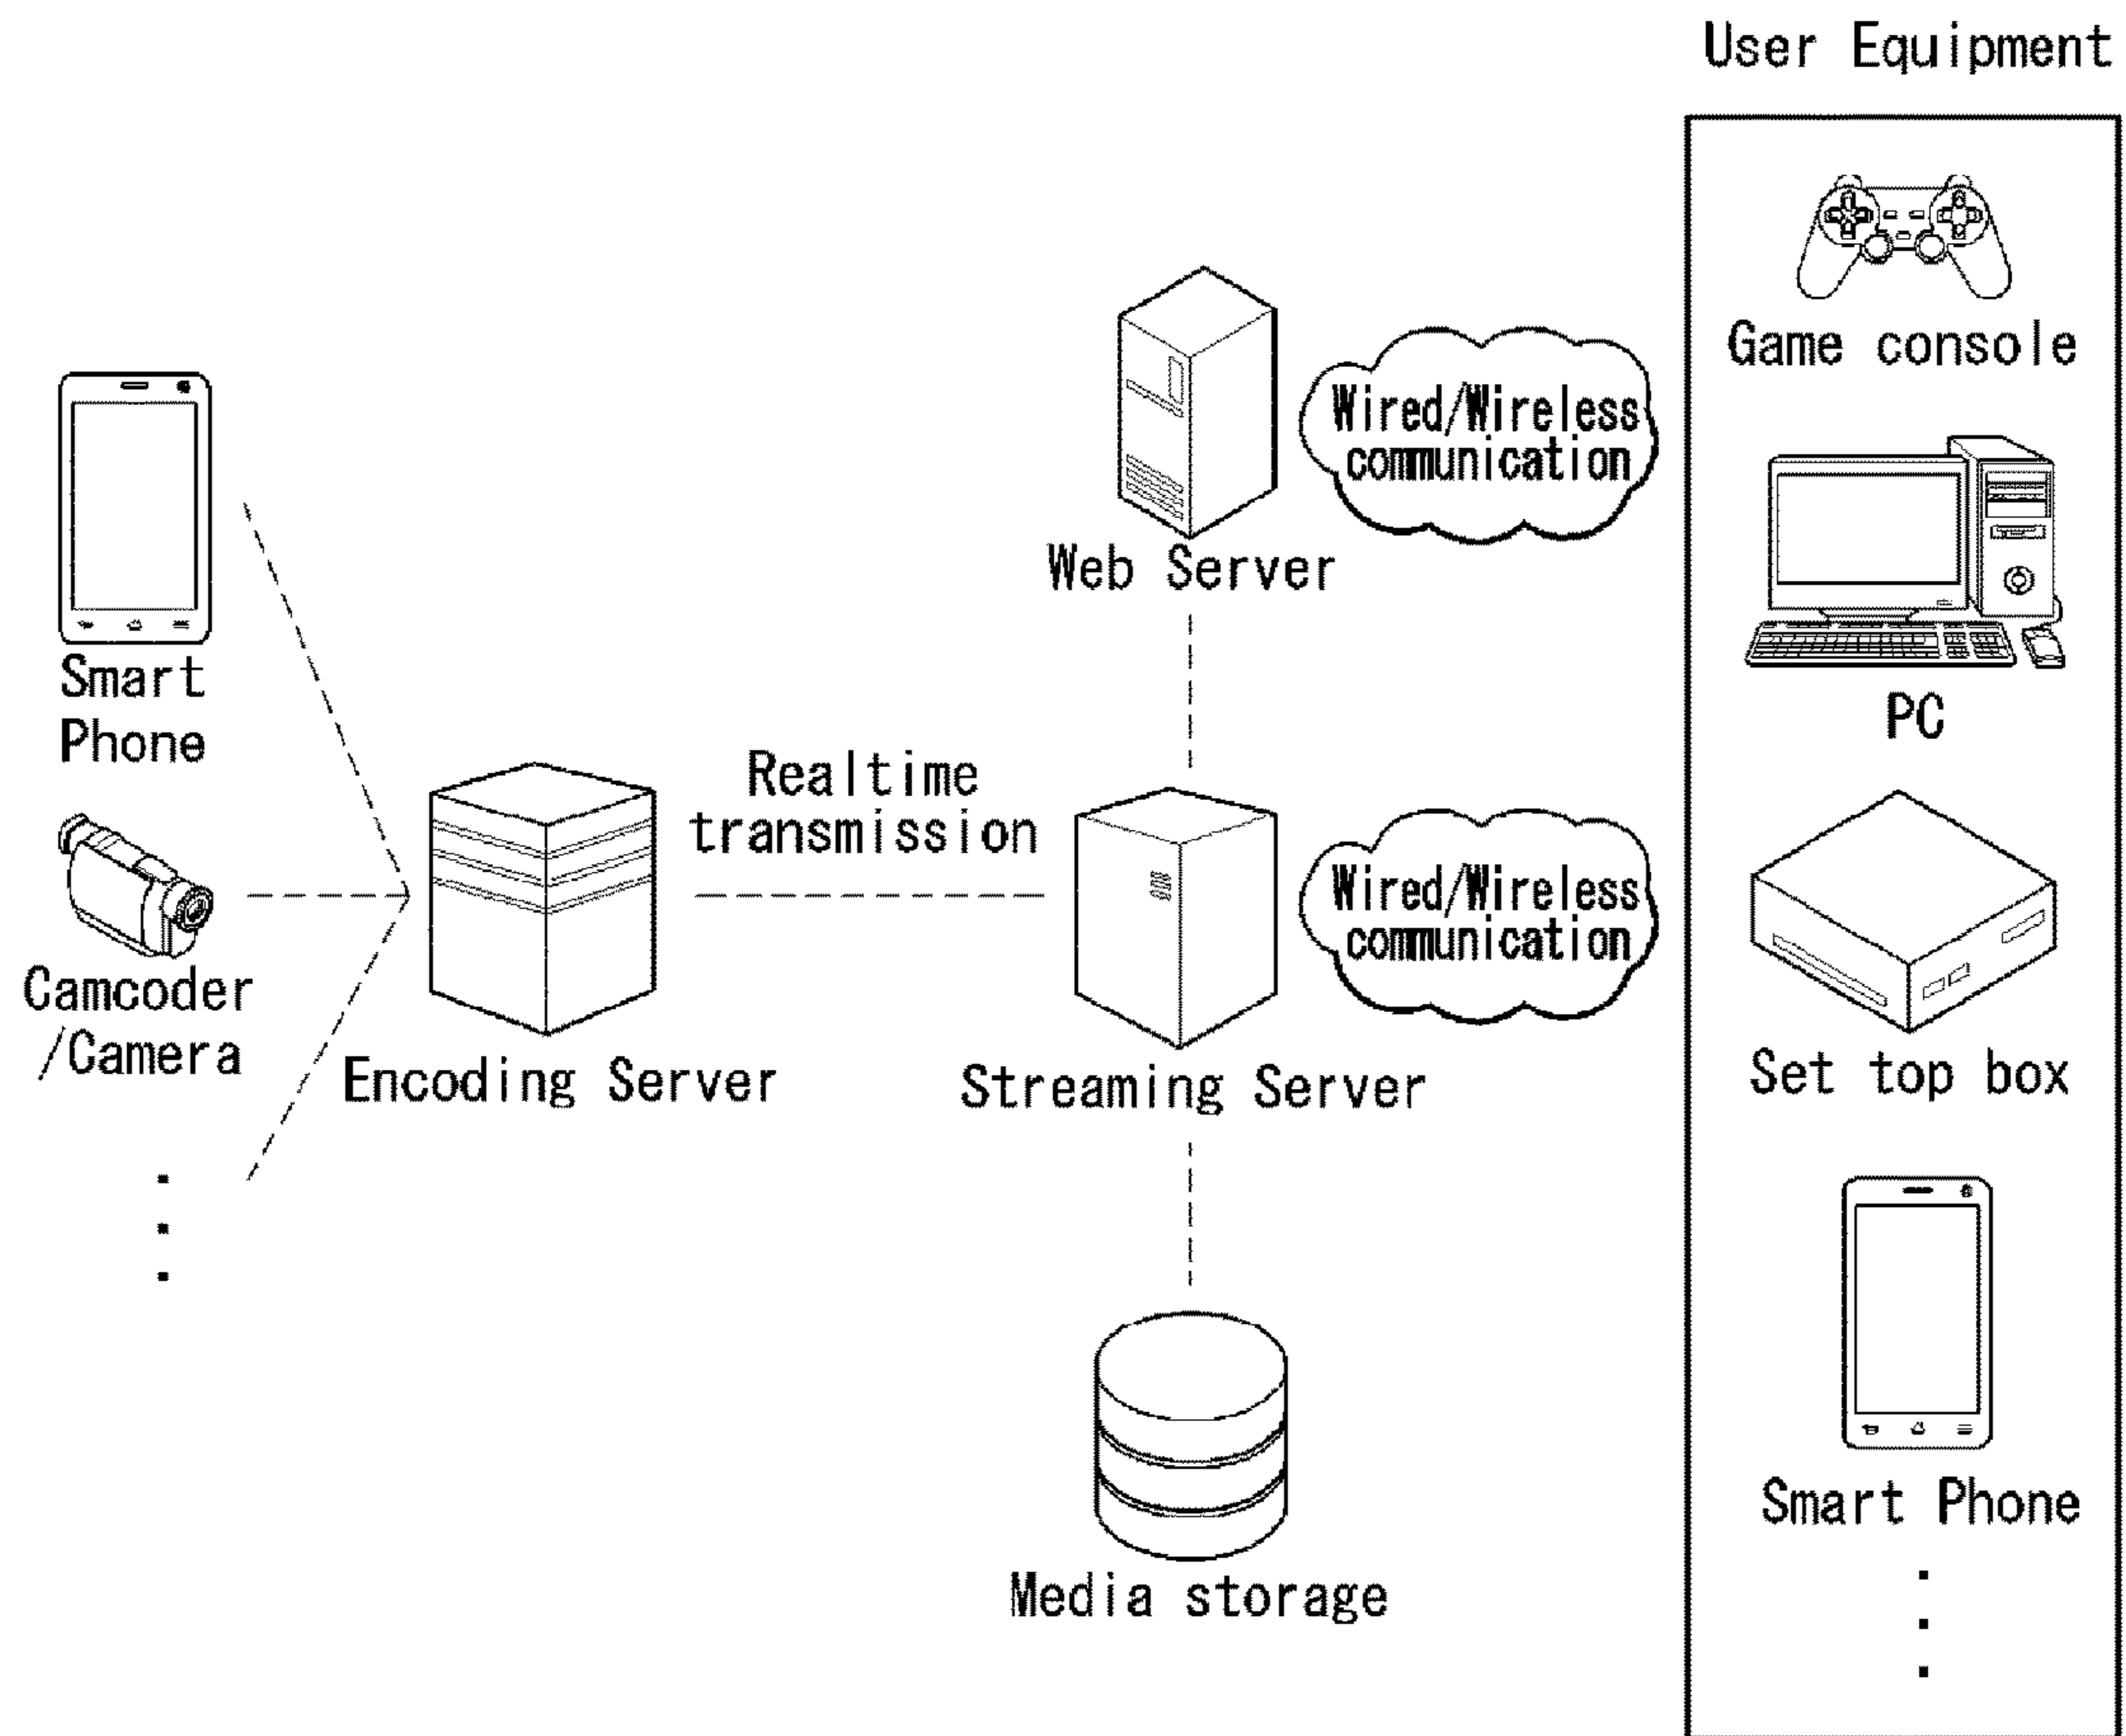 User Equipment
Game console
Wired/Wireless
communication
Web Server
Smart
Phone
PC
Realtime
transmission
Wired/Wireless
communication
Camcoder
/Camera
Encoding Server
Streaming Server
Set top box
Smart Phone
Media storage